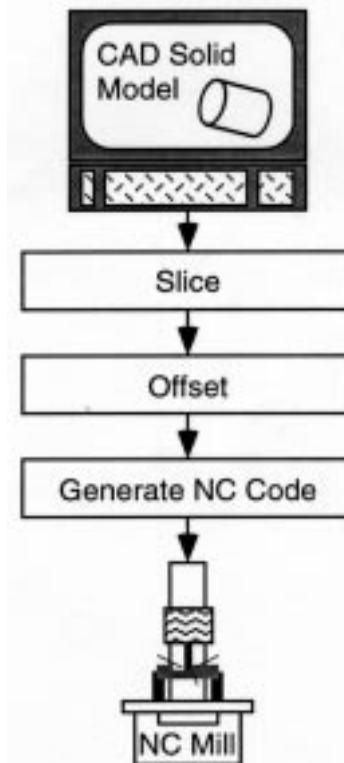 CAD Solid
Model
Slice
Offset
Generate NC Code
NC Mill